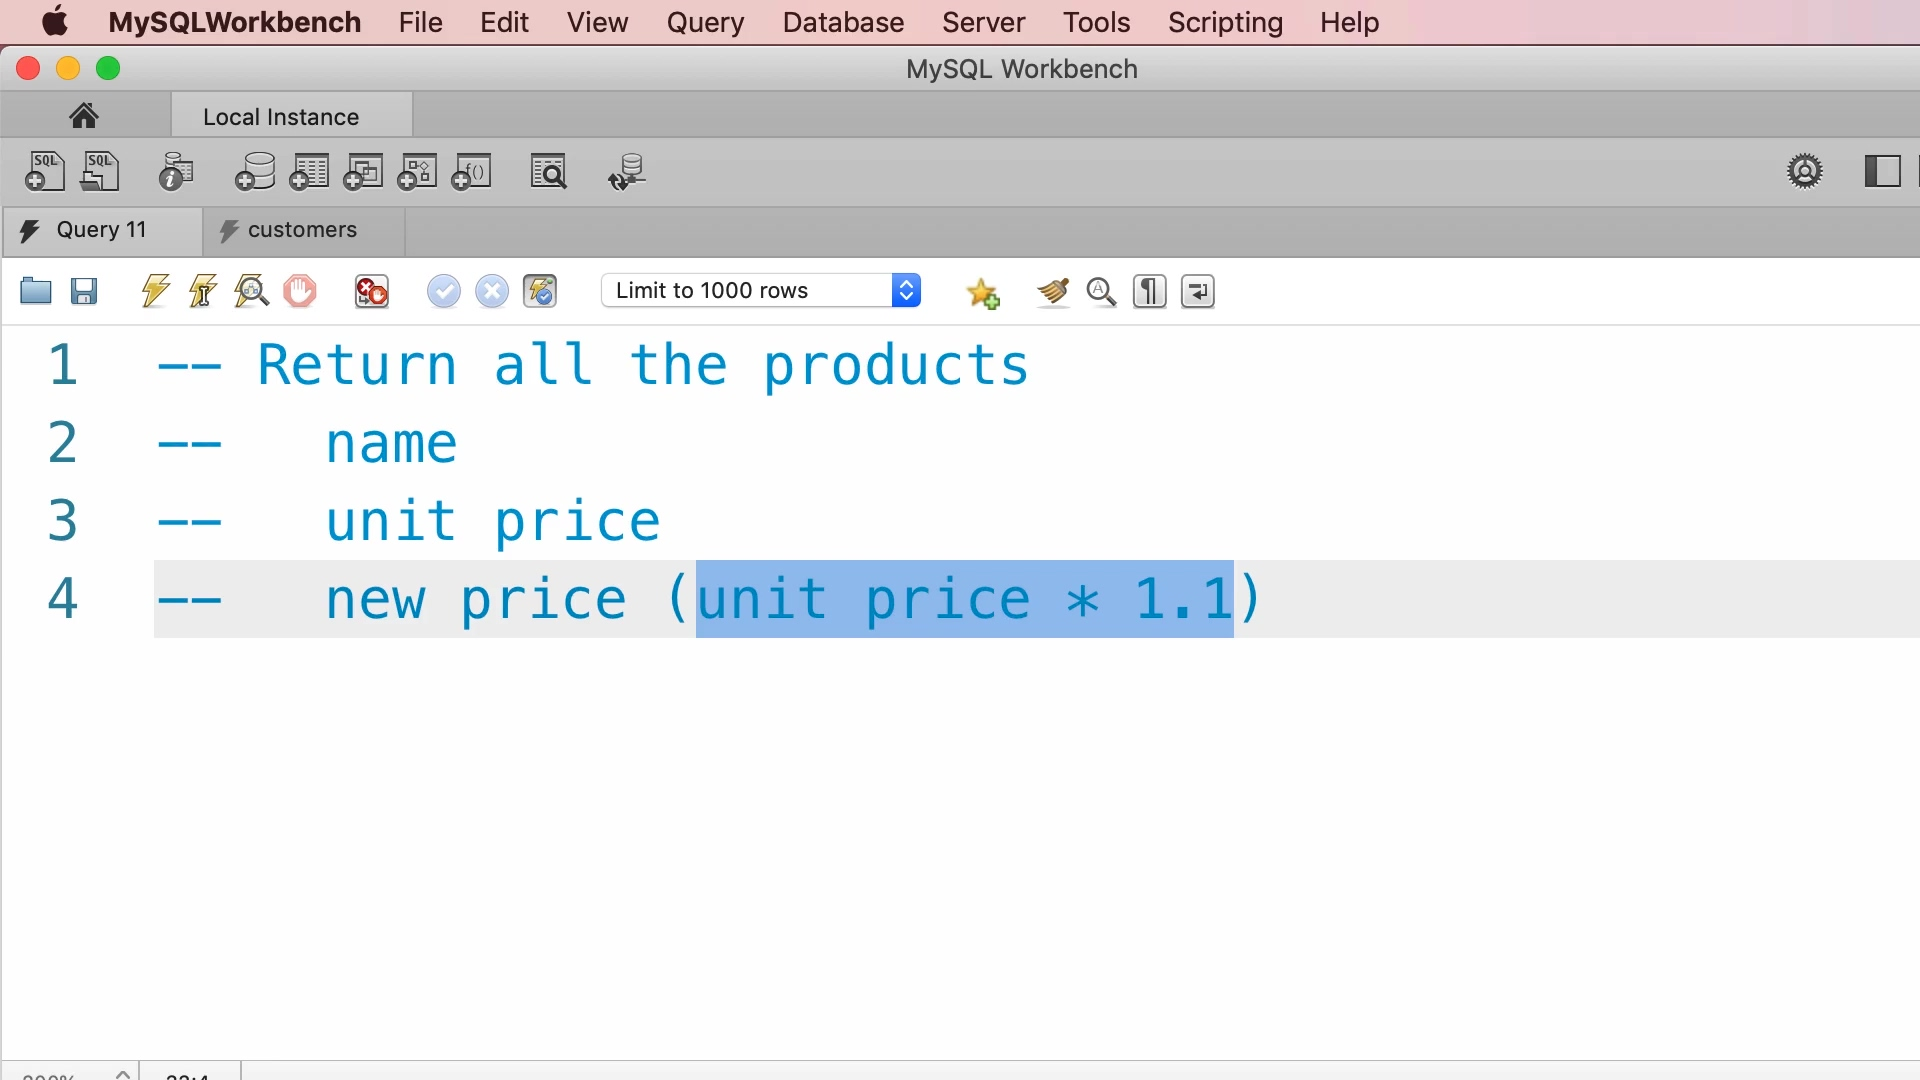 MySQLWorkbench File Edit View Query Database Server Tools Scripting Help
MySQL Workbench
Local Instance
SQL SQL f()
Query 11 customers
Limit to 1000 rows
1 -- Return all the products
2 -- name
3 -- unit price
4 -- new price (unit price * 1.1)